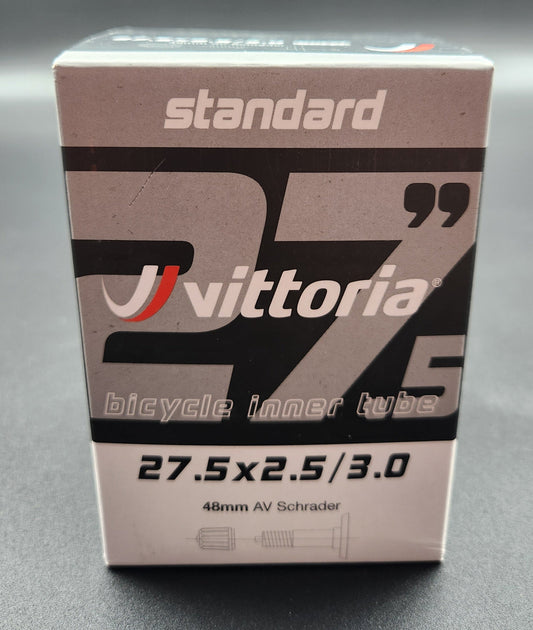 standard
27.5”
vittoria®
bicycle inner tube
27.5x2.5/3.0
48mm AV Schrader